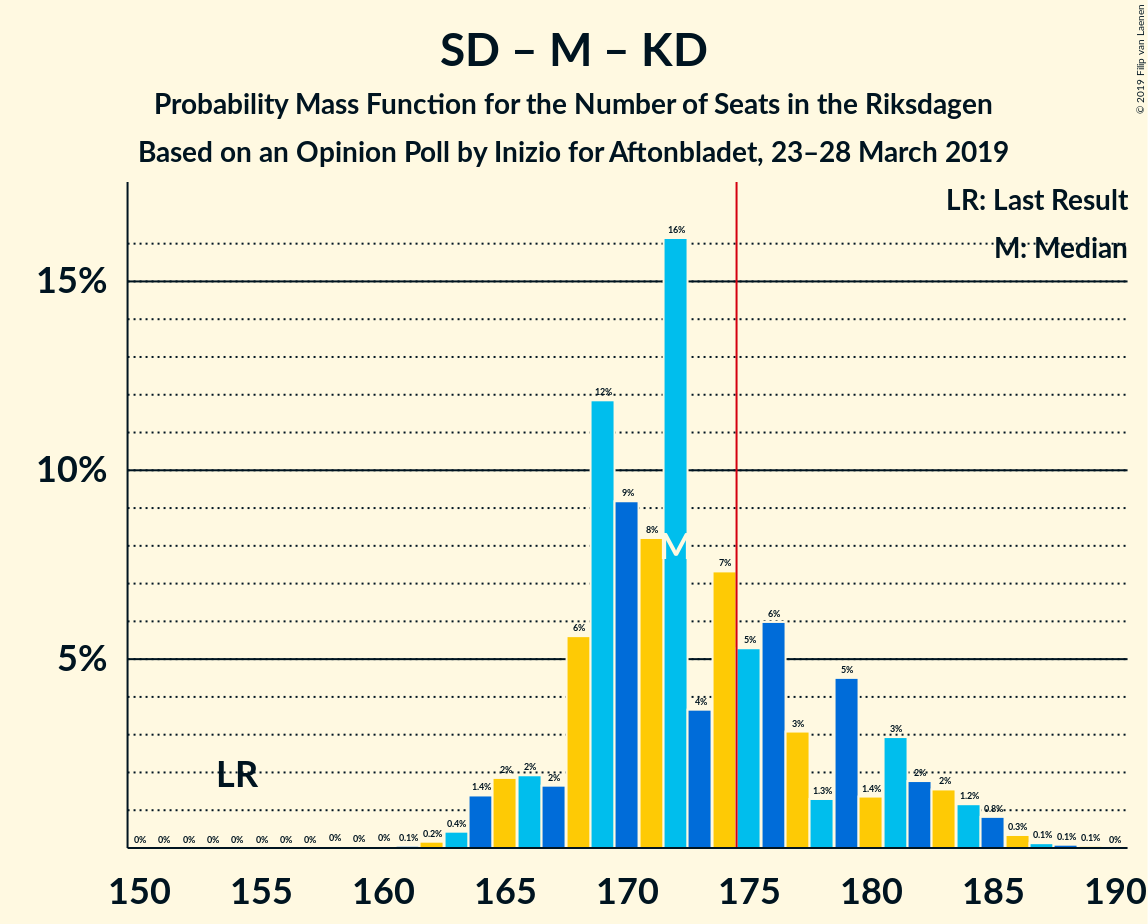 SD – M – KD
Probability Mass Function for the Number of Seats in the Riksdagen
Based on an Opinion Poll by Inizio for Aftonbladet, 23–28 March 2019
© 2019 Filip van Laenen
LR: Last Result
M: Median
15%
10%
5%
LR
M
0% 0% 0% 0% 0% 0% 0% 0% 0% 0% 0% 0.1% 0.2% 0.4% 1.4% 2% 2% 2% 6% 12% 9% 8% 16% 4% 7% 5% 6% 3% 1.3% 5% 1.4% 3% 2% 2% 1.2% 0.8% 0.3% 0.1% 0.1% 0.1% 0%
150 155 160 165 170 175 180 185 190